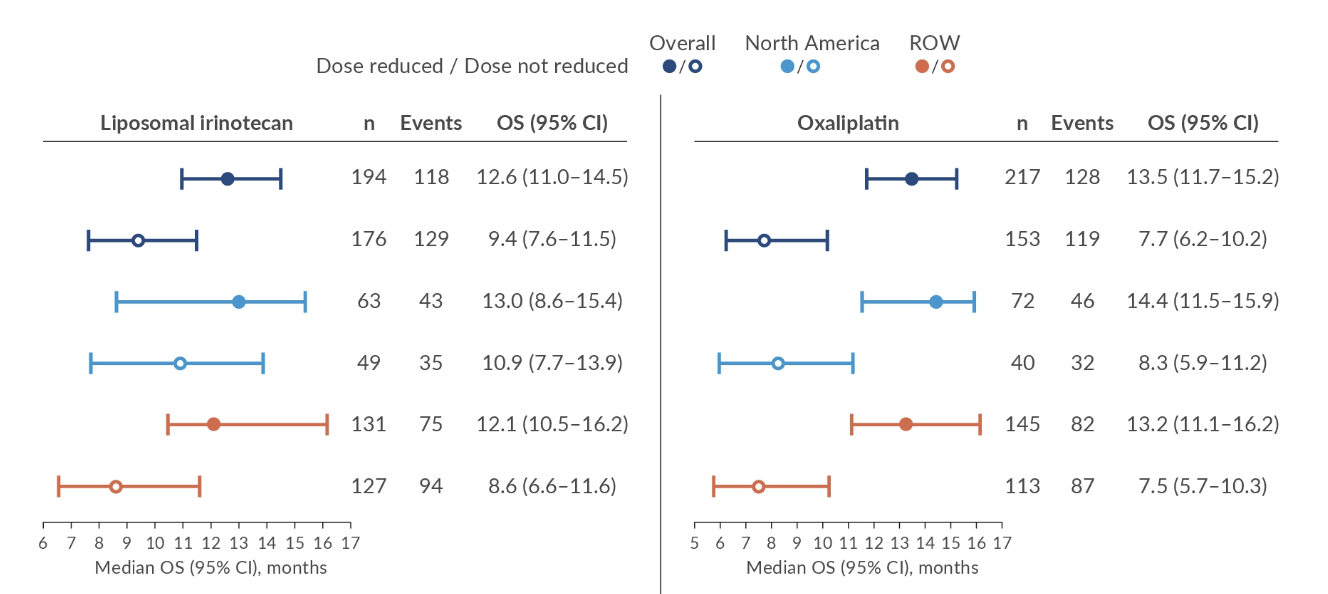 Overall North America ROW
Dose reduced / Dose not reduced / / /
Liposomal irinotecan n Events OS (95% CI)
194 118 12.6 (11.0–14.5)
176 129 9.4 (7.6–11.5)
63 43 13.0 (8.6–15.4)
49 35 10.9 (7.7–13.9)
131 75 12.1 (10.5–16.2)
127 94 8.6 (6.6–11.6)
6 7 8 9 10 11 12 13 14 15 16 17
Median OS (95% CI), months
Oxaliplatin n Events OS (95% CI)
217 128 13.5 (11.7–15.2)
153 119 7.7 (6.2–10.2)
72 46 14.4 (11.5–15.9)
40 32 8.3 (5.9–11.2)
145 82 13.2 (11.1–16.2)
113 87 7.5 (5.7–10.3)
5 6 7 8 9 10 11 12 13 14 15 16 17
Median OS (95% CI), months